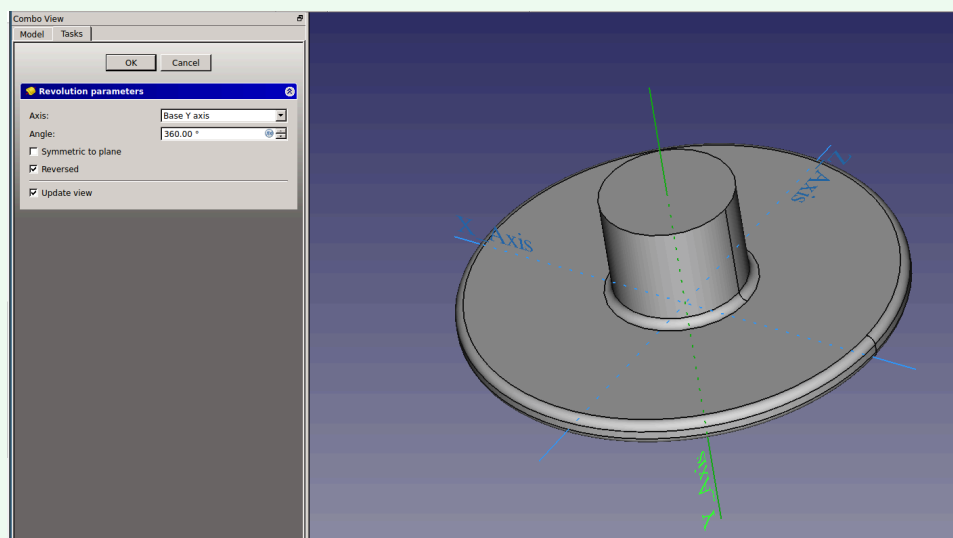 Combo View
Model Tasks
OK Cancel
Revolution parameters
Axis: Base Y axis
Angle: 360.00 °
Symmetric to plane
Reversed
Update view
Axis
Axis